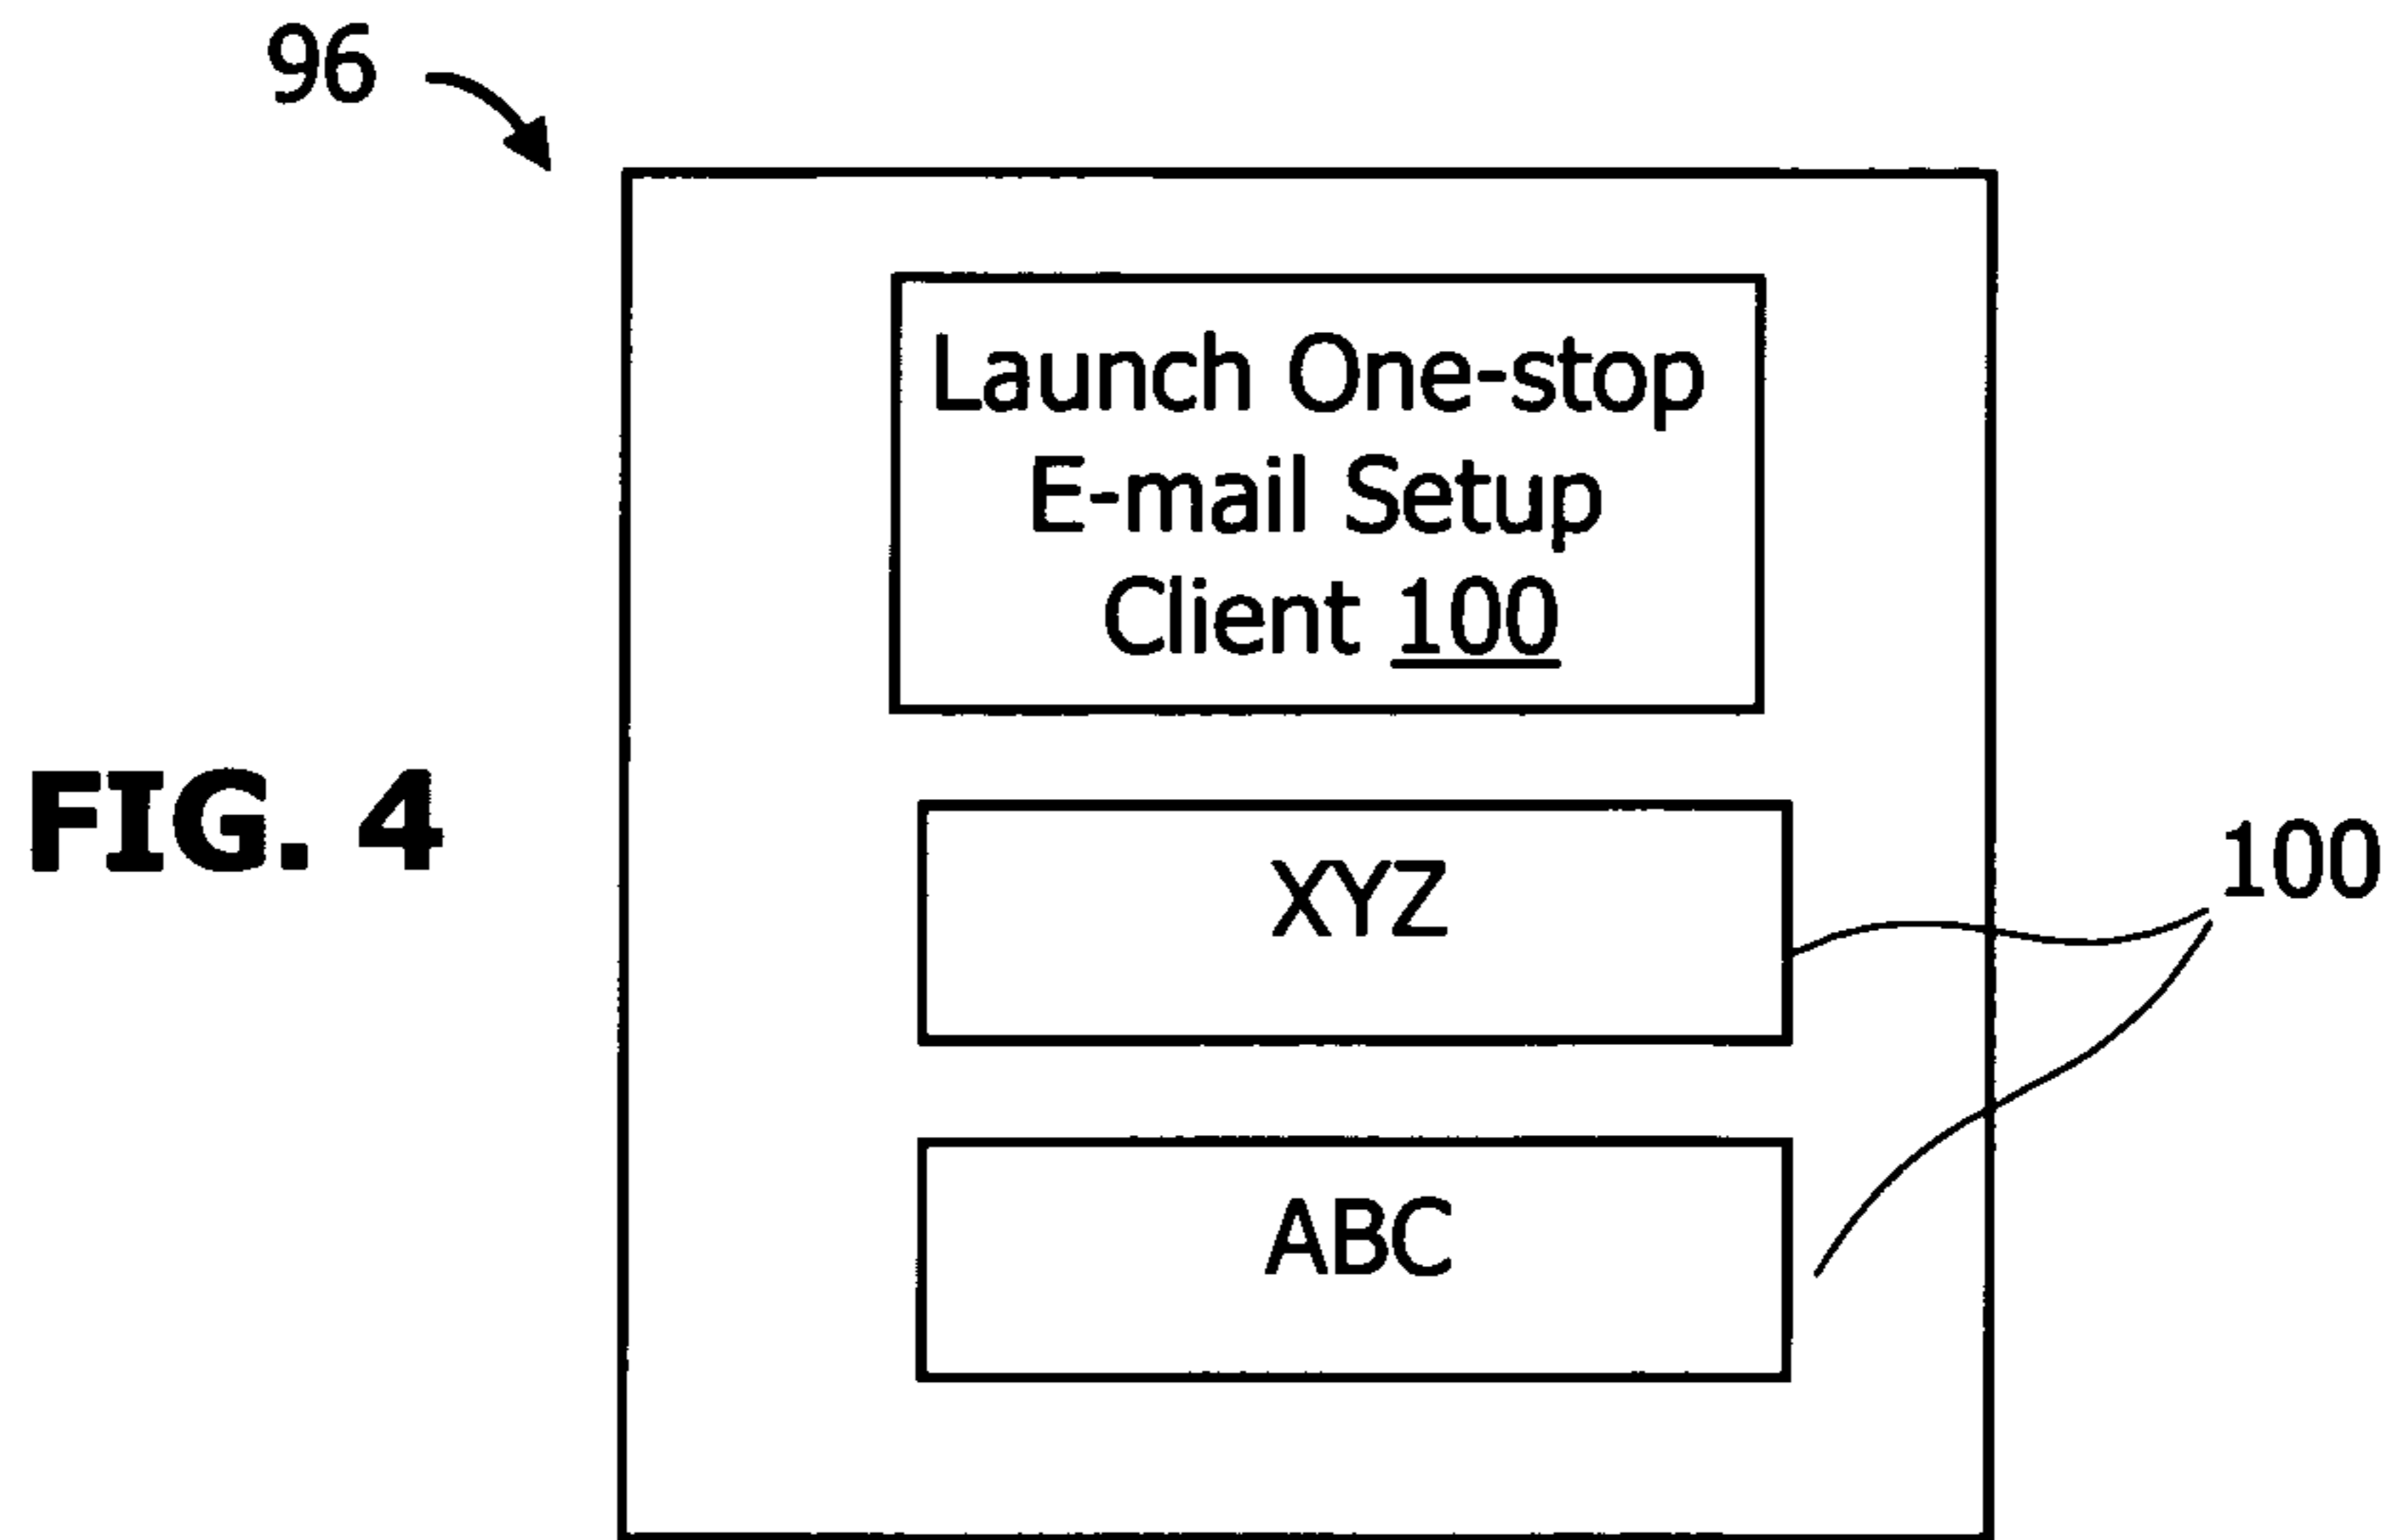 96
Launch One-stop
E-mail Setup
Client 100
FIG. 4
XYZ
100
ABC